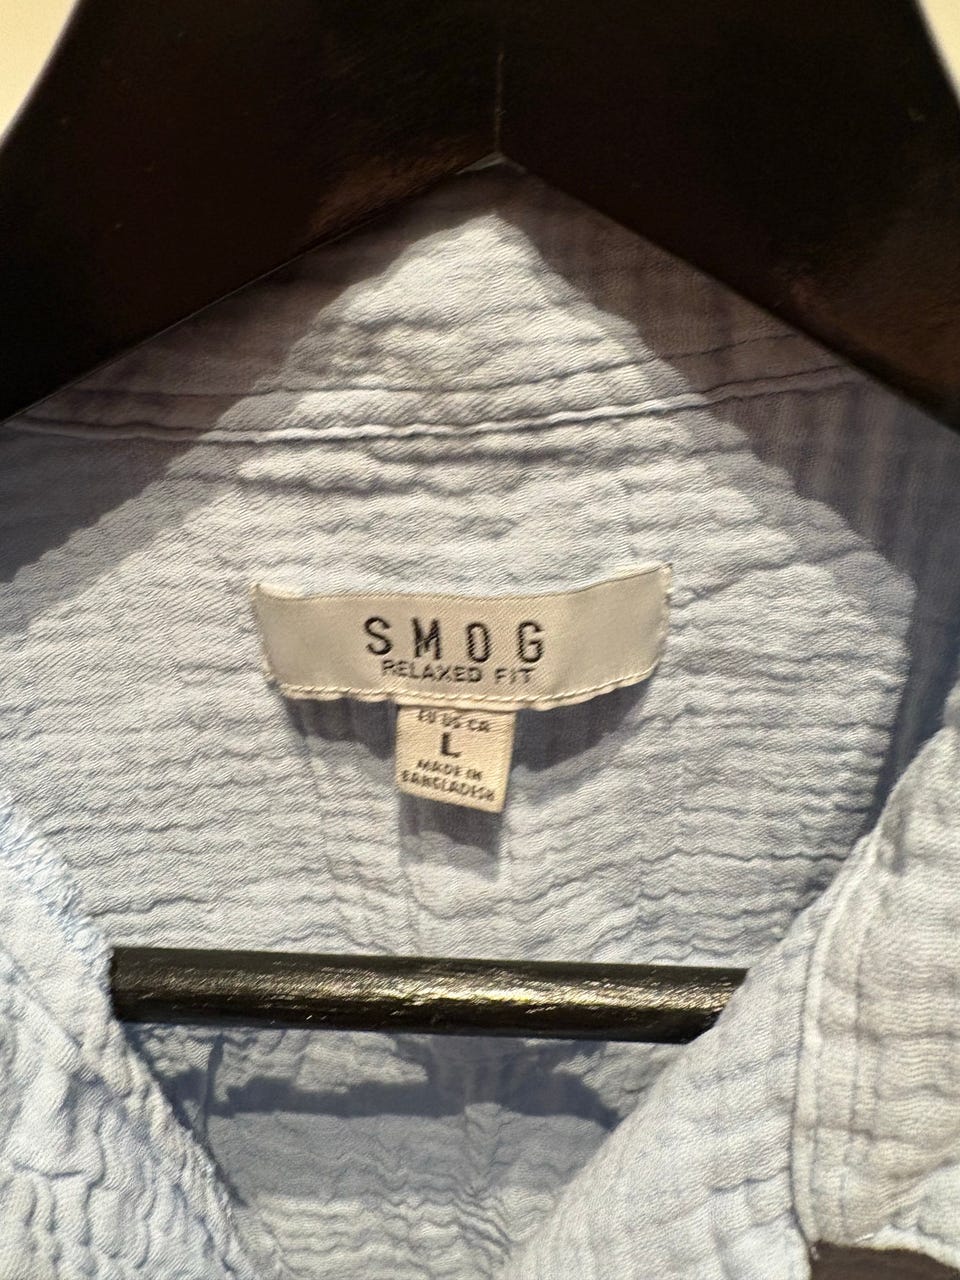 SMOG
RELAXED FIT
EU US CA
L
MADE IN
BANGLADESH